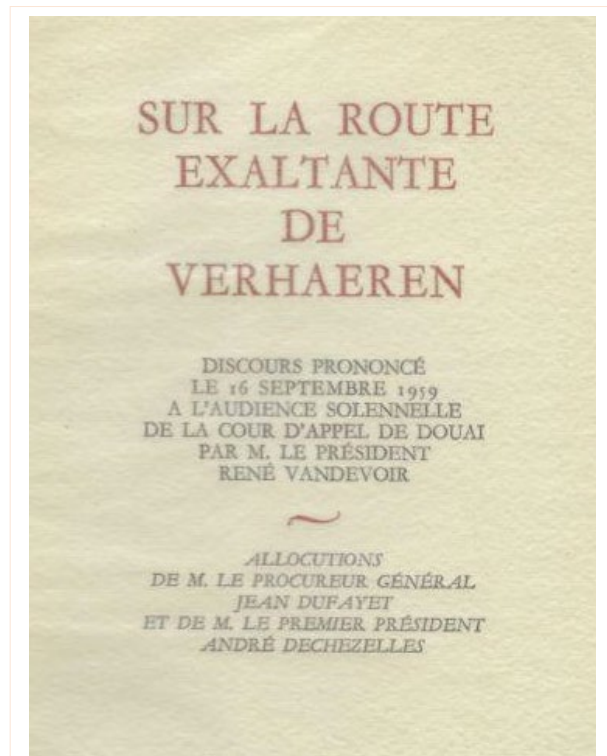 SUR LA ROUTE
EXALTANTE
DE
VERHAEREN
DISCOURS PRONONCÉ
LE 16 SEPTEMBRE 1959
A L'AUDIENCE SOLENNELLE
DE LA COUR D'APPEL DE DOUAI
PAR M. LE PRÉSIDENT
RENÉ VANDEVOIR
ALLOCUTIONS
DE M. LE PROCUREUR GÉNÉRAL
JEAN DUFAYET
ET DE M. LE PREMIER PRÉSIDENT
ANDRÉ DECHEZELLES